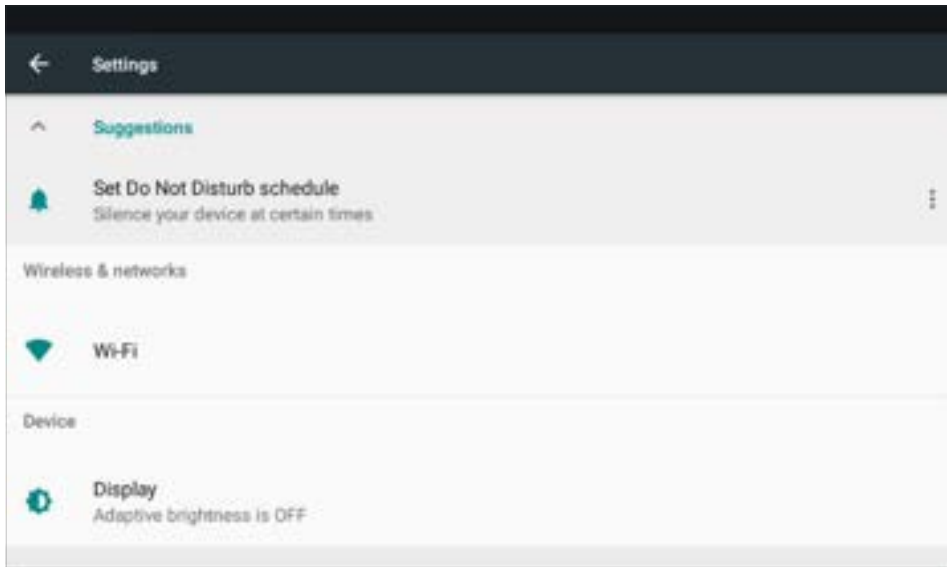 Settings
Suggestions
Set Do Not Disturb schedule
Silence your device at certain times
Wireless & networks
Wi-Fi
Device
Display
Adaptive brightness is OFF